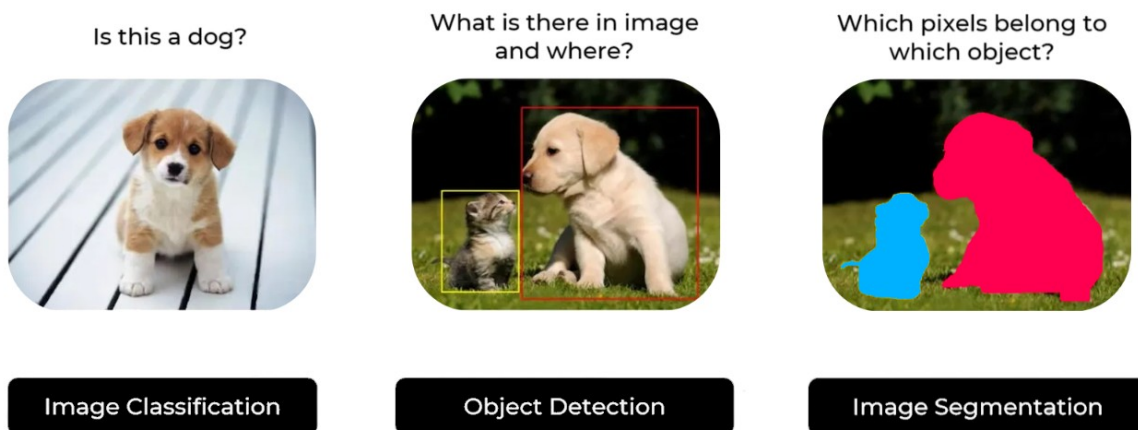 Is this a dog?
What is there in image
and where?
Which pixels belong to
which object?
Image Classification
Object Detection
Image Segmentation